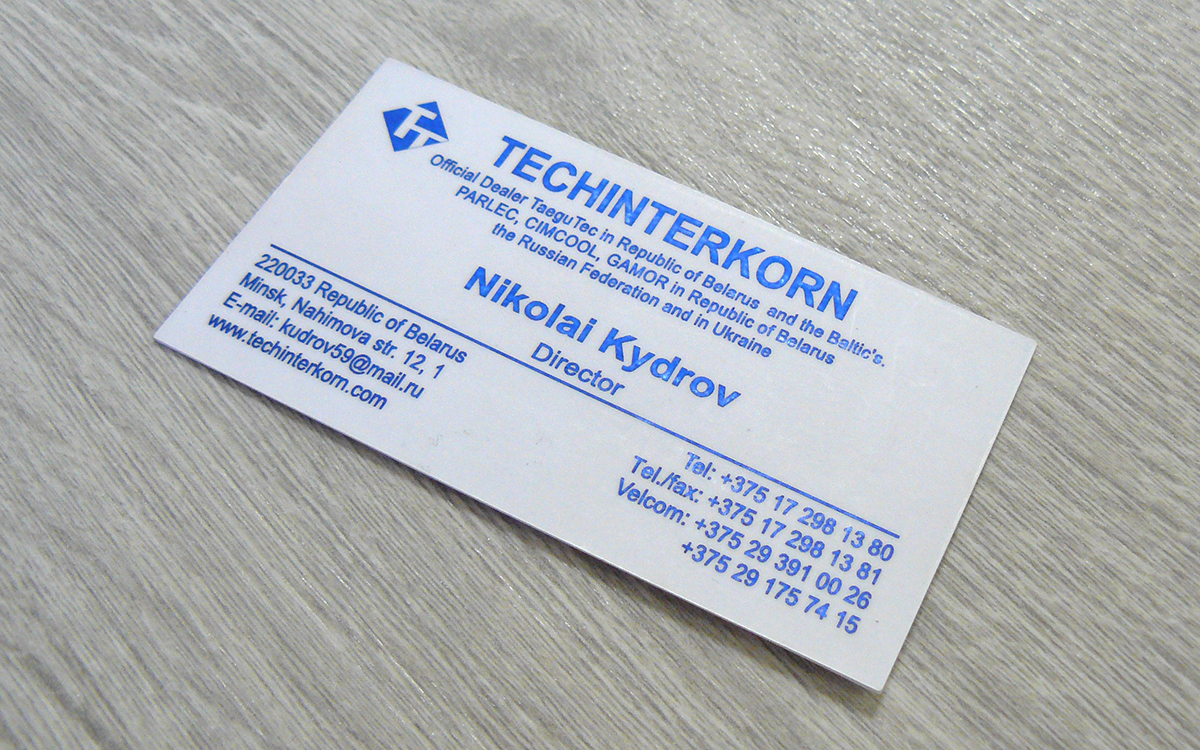 TECHINTERKORN
Official Dealer TaeguTec in Republic of Belarus and the Baltic's.
PARLEC, CIMCOOL, GAMOR in Republic of Belarus
the Russian Federation and in Ukraine
Nikolai Kydrov
Director
220033 Republic of Belarus
Minsk, Nahimova str. 12, 1
E-mail: kudrov59@mail.ru
www.techinterkom.com
Tel: +375 17 298 13 80
Tel./fax: +375 17 298 13 81
Velcom: +375 29 391 00 26
+375 29 175 74 15